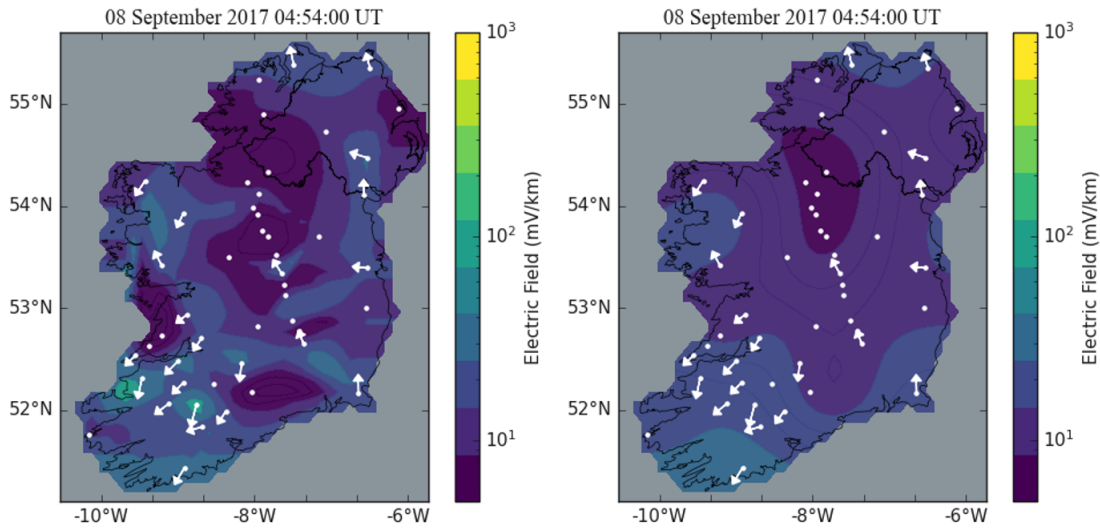 08 September 2017 04:54:00 UT
55°N
54°N
53°N
52°N
-10°W
-8°W
-6°W
10³
10²
10¹
Electric Field (mV/km)
08 September 2017 04:54:00 UT
55°N
54°N
53°N
52°N
-10°W
-8°W
-6°W
10³
10²
10¹
Electric Field (mV/km)